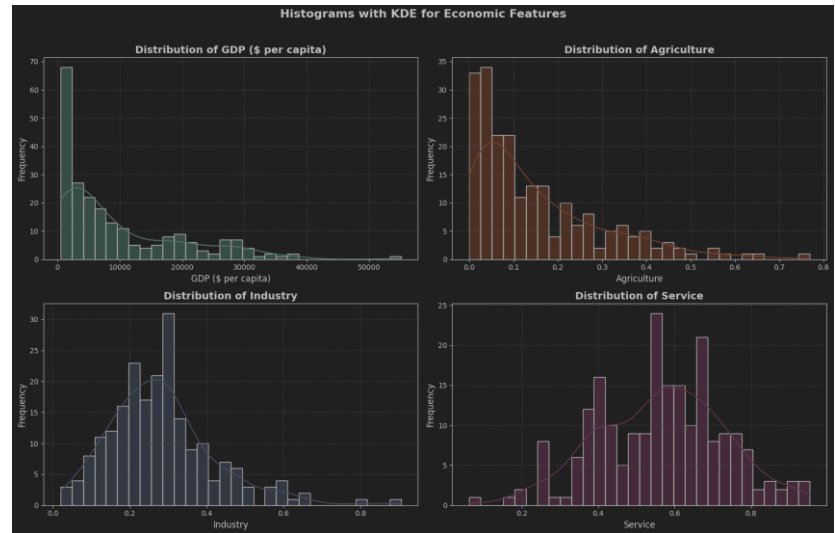 Histograms with KDE for Economic Features
Distribution of GDP ($ per capita)
Frequency
70
60
50
40
30
20
10
0
0 10000 20000 30000 40000 50000
GDP ($ per capita)
Distribution of Agriculture
Frequency
35
30
25
20
15
10
5
0
0.0 0.1 0.2 0.3 0.4 0.5 0.6 0.7 0.8
Agriculture
Distribution of Industry
Frequency
30
25
20
15
10
5
0
0.0 0.2 0.4 0.6 0.8
Industry
Distribution of Service
Frequency
25
20
15
10
5
0
0.2 0.4 0.6 0.8
Service